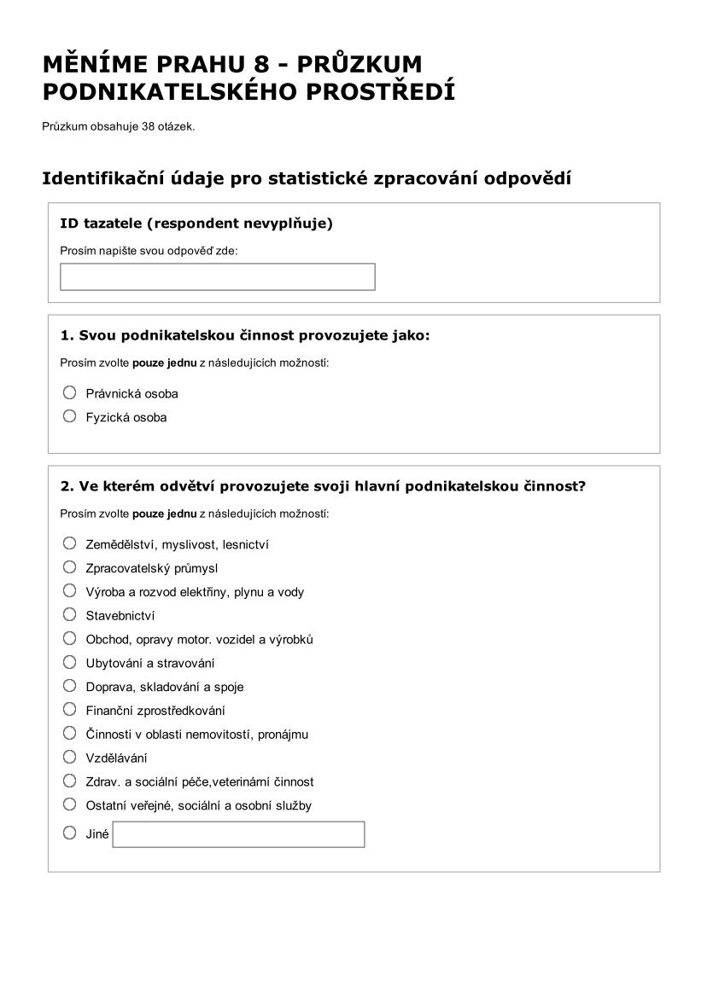 MĚNÍME PRAHU 8 - PRŮZKUM
PODNIKATELSKÉHO PROSTŘEDÍ
Průzkum obsahuje 38 otázek.
Identifikační údaje pro statistické zpracování odpovědí
ID tazatele (respondent nevyplňuje)
Prosím napište svou odpověď zde:
1. Svou podnikatelskou činnost provozujete jako:
Prosím zvolte pouze jednu z následujících možností:
Právnická osoba
Fyzická osoba
2. Ve kterém odvětví provozujete svoji hlavní podnikatelskou činnost?
Prosím zvolte pouze jednu z následujících možností:
Zemědělství, myslivost, lesnictví
Zpracovatelský průmysl
Výroba a rozvod elektřiny, plynu a vody
Stavebnictví
Obchod, opravy motor. vozidel a výrobků
Ubytování a stravování
Doprava, skladování a spoje
Finanční zprostředkování
Činnosti v oblasti nemovitostí, pronájmu
Vzdělávání
Zdrav. a sociální péče,veterinární činnost
Ostatní veřejné, sociální a osobní služby
Jiné